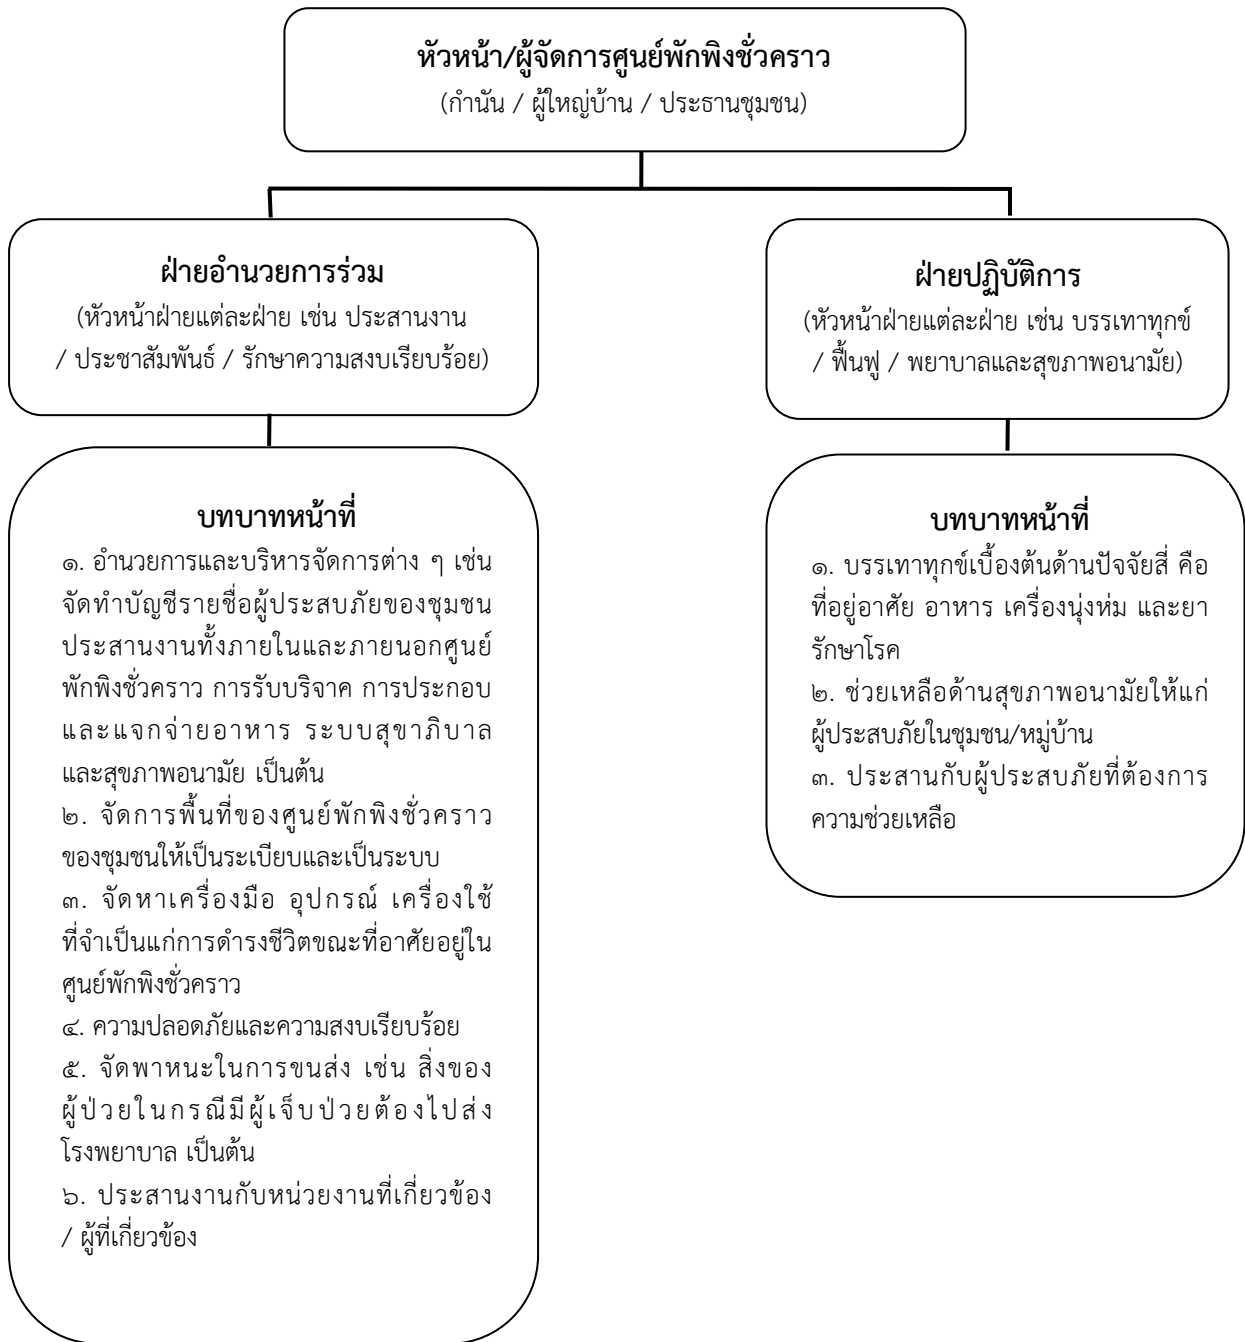 หัวหน้า/ผู้จัดการศูนย์พักพิงชั่วคราว
(กำนัน / ผู้ใหญ่บ้าน / ประธานชุมชน)
ฝ่ายอำนวยการร่วม
(หัวหน้าฝ่ายแต่ละฝ่าย เช่น ประสานงาน
/ ประชาสัมพันธ์ / รักษาความสงบเรียบร้อย)
ฝ่ายปฏิบัติการ
(หัวหน้าฝ่ายแต่ละฝ่าย เช่น บรรเทาทุกข์
/ ฟื้นฟู / พยาบาลและสุขภาพอนามัย)
บทบาทหน้าที่
๑. อำนวยการและบริหารจัดการต่าง ๆ เช่น
จัดทำบัญชีรายชื่อผู้ประสบภัยของชุมชน
ประสานงานทั้งภายในและภายนอกศูนย์
พักพิงชั่วคราว การรับบริจาค การประกอบ
และแจกจ่ายอาหาร ระบบสุขาภิบาล
และสุขภาพอนามัย เป็นต้น
๒. จัดการพื้นที่ของศูนย์พักพิงชั่วคราว
ของชุมชนให้เป็นระเบียบและเป็นระบบ
๓. จัดหาเครื่องมือ อุปกรณ์ เครื่องใช้
ที่จำเป็นแก่การดำรงชีวิตขณะที่อาศัยอยู่ใน
ศูนย์พักพิงชั่วคราว
๔. ความปลอดภัยและความสงบเรียบร้อย
๕. จัดพาหนะในการขนส่ง เช่น สิ่งของ
ผู้ป่วยในกรณีมีผู้เจ็บป่วยต้องไปส่ง
โรงพยาบาล เป็นต้น
๖. ประสานงานกับหน่วยงานที่เกี่ยวข้อง
/ ผู้ที่เกี่ยวข้อง
บทบาทหน้าที่
๑. บรรเทาทุกข์เบื้องต้นด้านปัจจัยสี่ คือ
ที่อยู่อาศัย อาหาร เครื่องนุ่งห่ม และยา
รักษาโรค
๒. ช่วยเหลือด้านสุขภาพอนามัยให้แก่
ผู้ประสบภัยในชุมชน/หมู่บ้าน
๓. ประสานกับผู้ประสบภัยที่ต้องการ
ความช่วยเหลือ